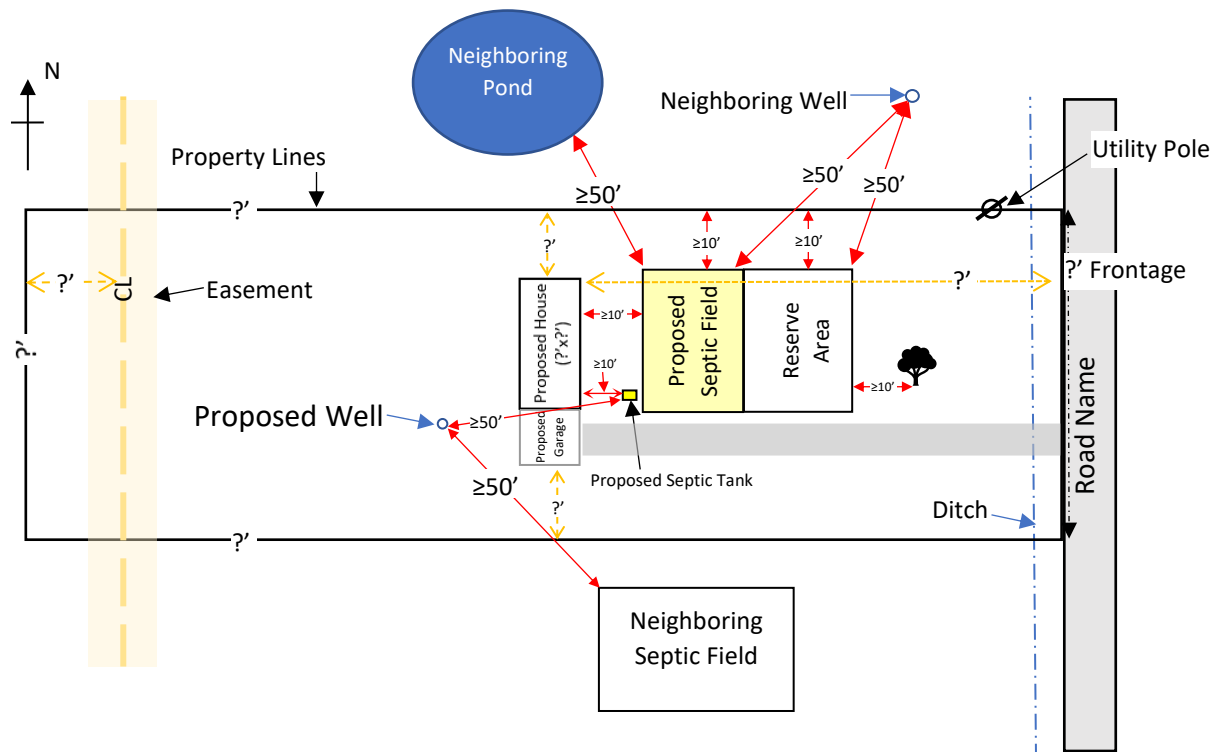 Neighboring
Pond
N
Neighboring Well
Property Lines
Utility Pole
≥50’
≥50’
≥50’
?’
?’
≥10’
≥10’
?’
CL
Easement
?’
?’ Frontage
?’
Proposed House
(?’x?’)
≥10’
Proposed
Septic Field
Reserve
Area
≥10’
≥10’
Proposed Well
≥50’
Proposed
Garage
Proposed Septic Tank
Road Name
≥50’
?’
Ditch
?’
Neighboring
Septic Field